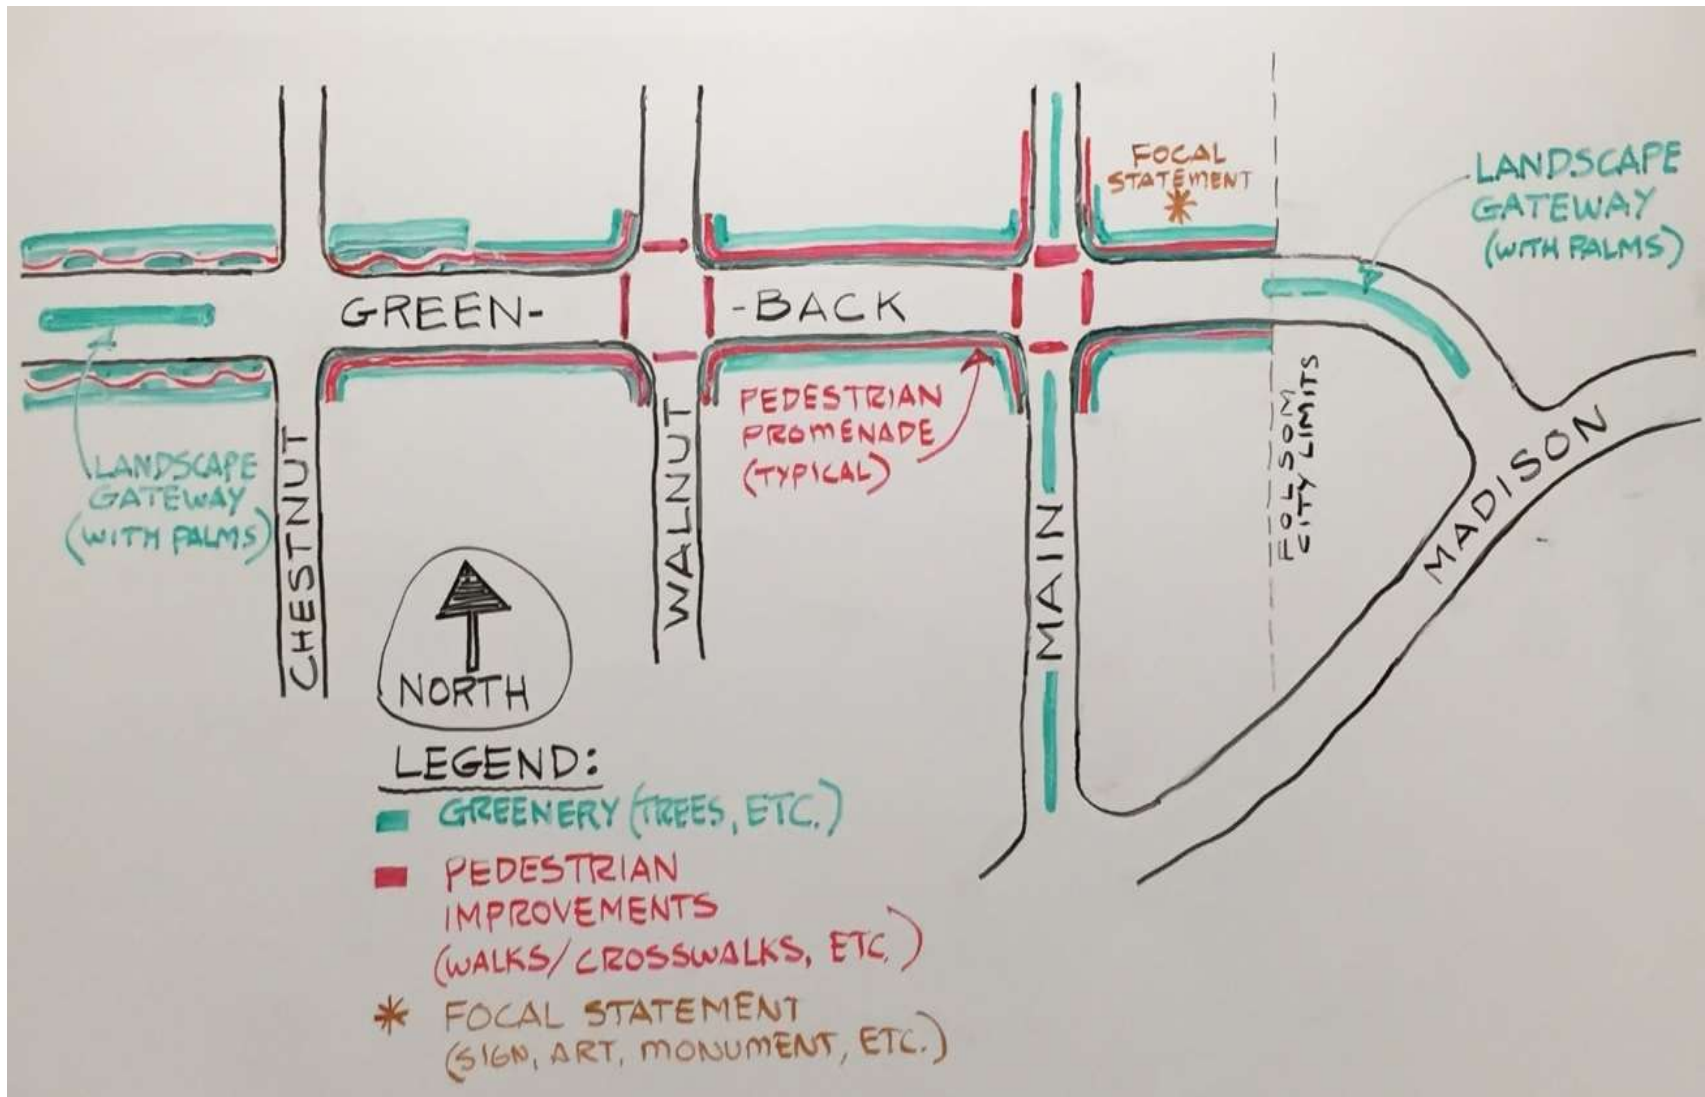 FOCAL
STATEMENT
LANDSCAPE
GATEWAY
(WITH PALMS)
GREEN-
-BACK
PEDESTRIAN
PROMENADE
(TYPICAL)
LANDSCAPE
GATEWAY
(WITH PALMS)
CHESTNUT
WALNUT
MAIN
FOLSOM
CITY LIMITS
MADISON
NORTH
LEGEND:
GREENERY (TREES, ETC.)
PEDESTRIAN
IMPROVEMENTS
(WALKS/CROSSWALKS, ETC.)
FOCAL STATEMENT
(SIGN, ART, MONUMENT, ETC.)